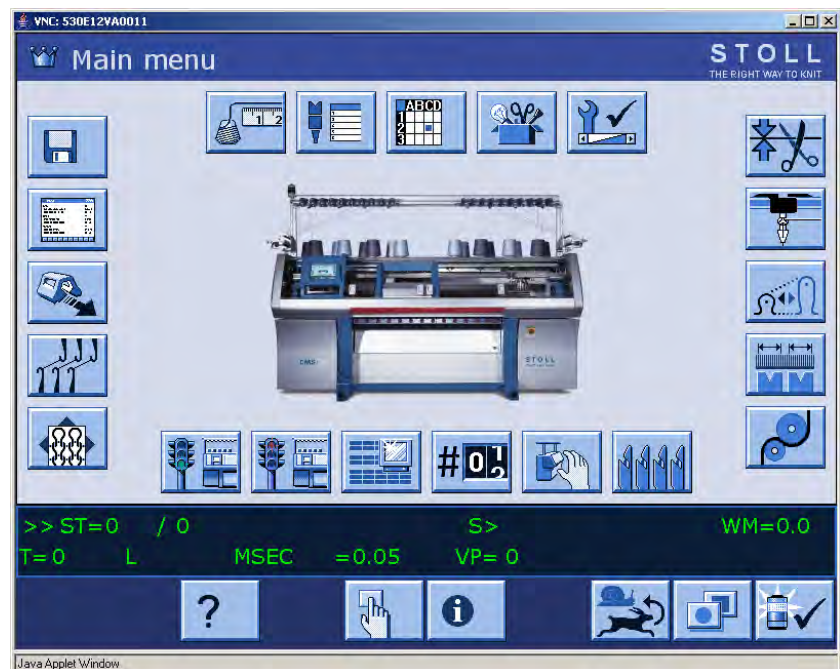 VNC: 530E12VA0011
Main menu
STOLL
THE RIGHT WAY TO KNIT
1 2
ABCD
1
2
3
CMS
STOLL
# 0 1 2
>> ST=0 / 0 S> WM=0.0
T=0 L MSEC =0.05 VP= 0
?
i
Java Applet Window